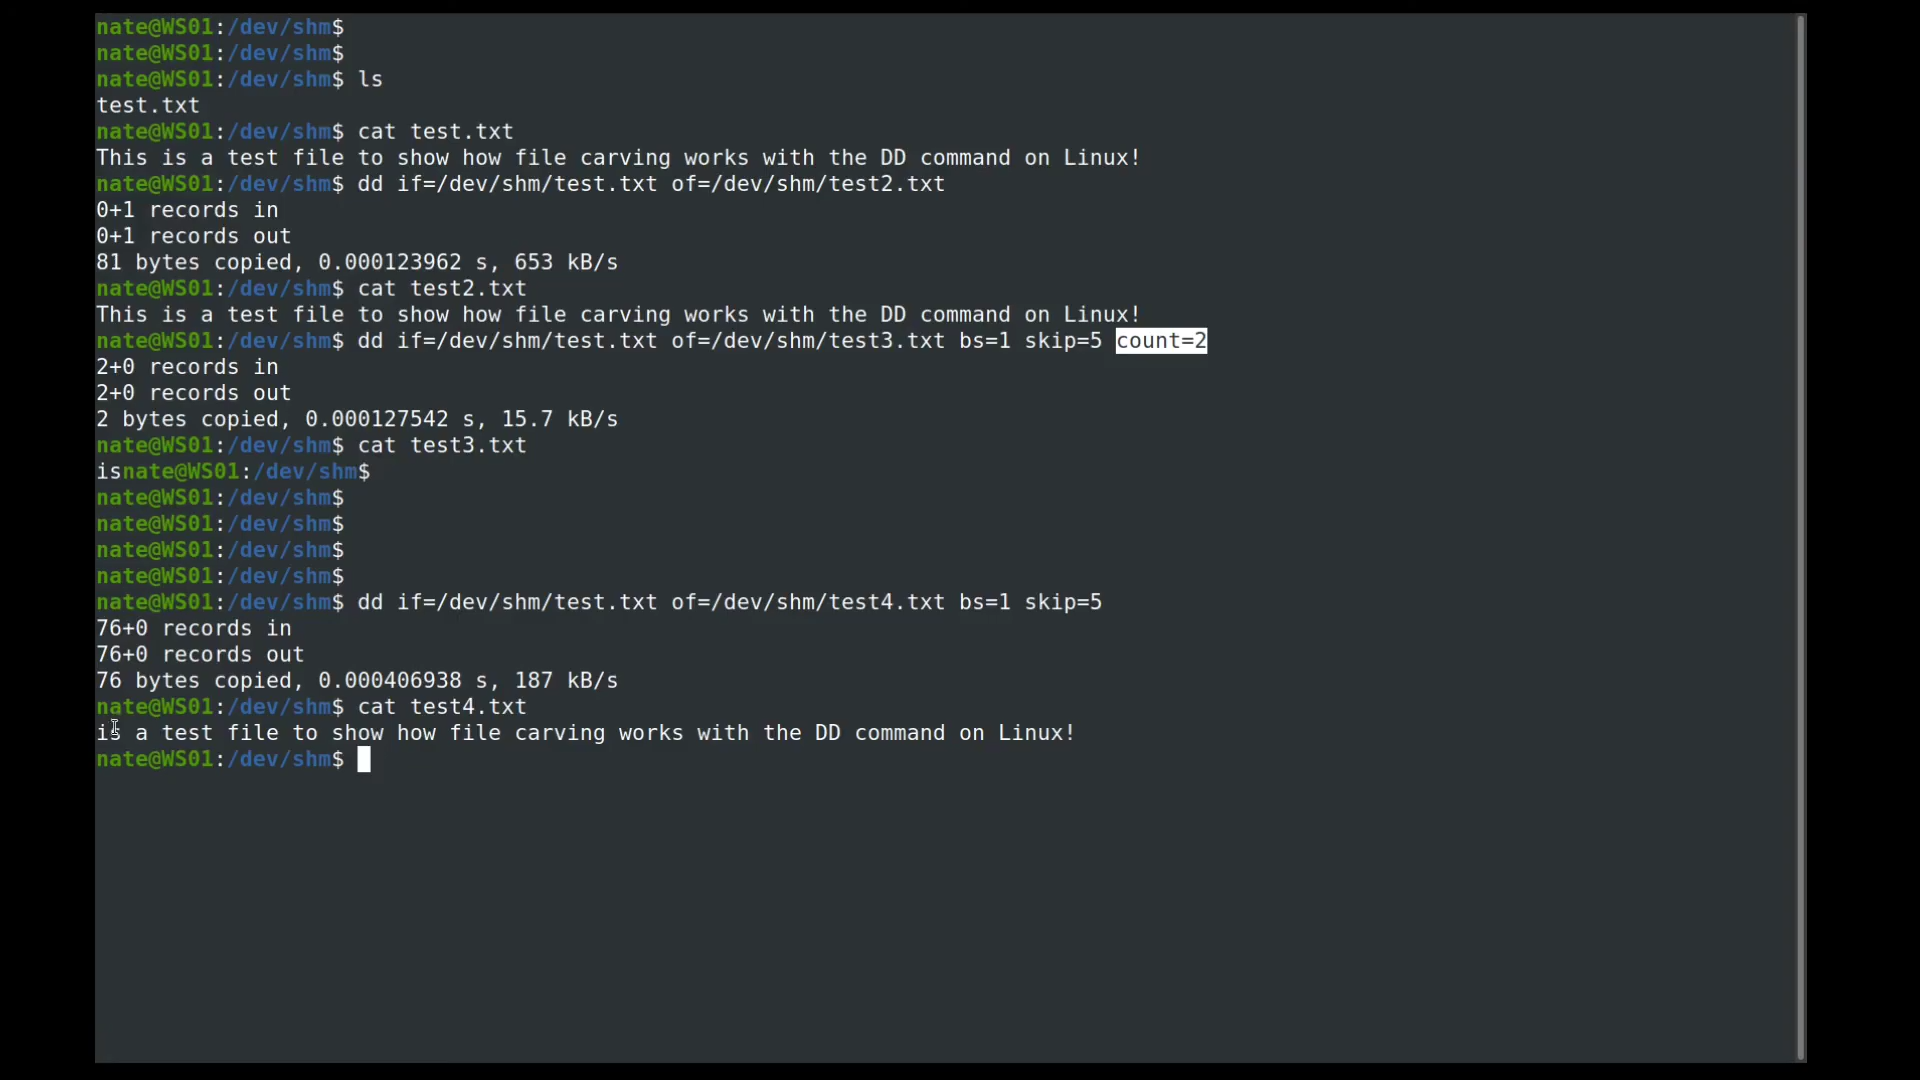 nate@WS01:/dev/shm$
nate@WS01:/dev/shm$
nate@WS01:/dev/shm$ ls
test.txt
nate@WS01:/dev/shm$ cat test.txt
This is a test file to show how file carving works with the DD command on Linux!
nate@WS01:/dev/shm$ dd if=/dev/shm/test.txt of=/dev/shm/test2.txt
0+1 records in
0+1 records out
81 bytes copied, 0.000123962 s, 653 kB/s
nate@WS01:/dev/shm$ cat test2.txt
This is a test file to show how file carving works with the DD command on Linux!
nate@WS01:/dev/shm$ dd if=/dev/shm/test.txt of=/dev/shm/test3.txt bs=1 skip=5 count=2
2+0 records in
2+0 records out
2 bytes copied, 0.000127542 s, 15.7 kB/s
nate@WS01:/dev/shm$ cat test3.txt
isnate@WS01:/dev/shm$
nate@WS01:/dev/shm$
nate@WS01:/dev/shm$
nate@WS01:/dev/shm$
nate@WS01:/dev/shm$
nate@WS01:/dev/shm$ dd if=/dev/shm/test.txt of=/dev/shm/test4.txt bs=1 skip=5
76+0 records in
76+0 records out
76 bytes copied, 0.000406938 s, 187 kB/s
nate@WS01:/dev/shm$ cat test4.txt
is a test file to show how file carving works with the DD command on Linux!
nate@WS01:/dev/shm$